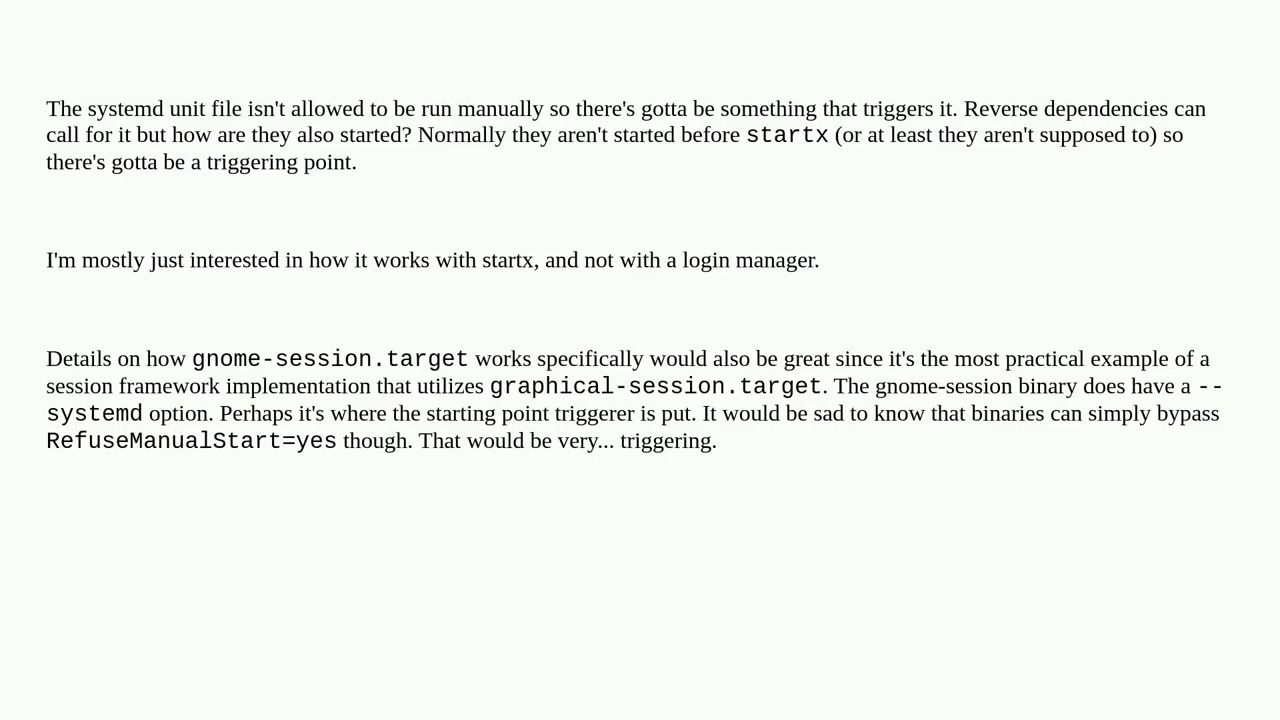 The systemd unit file isn't allowed to be run manually so there's gotta be something that triggers it. Reverse dependencies can
call for it but how are they also started? Normally they aren't started before startx (or at least they aren't supposed to) so
there's gotta be a triggering point.
I'm mostly just interested in how it works with startx, and not with a login manager.
Details on how gnome-session.target works specifically would also be great since it's the most practical example of a
session framework implementation that utilizes graphical-session.target. The gnome-session binary does have a --
systemd option. Perhaps it's where the starting point triggerer is put. It would be sad to know that binaries can simply bypass
RefuseManualStart=yes though. That would be very... triggering.